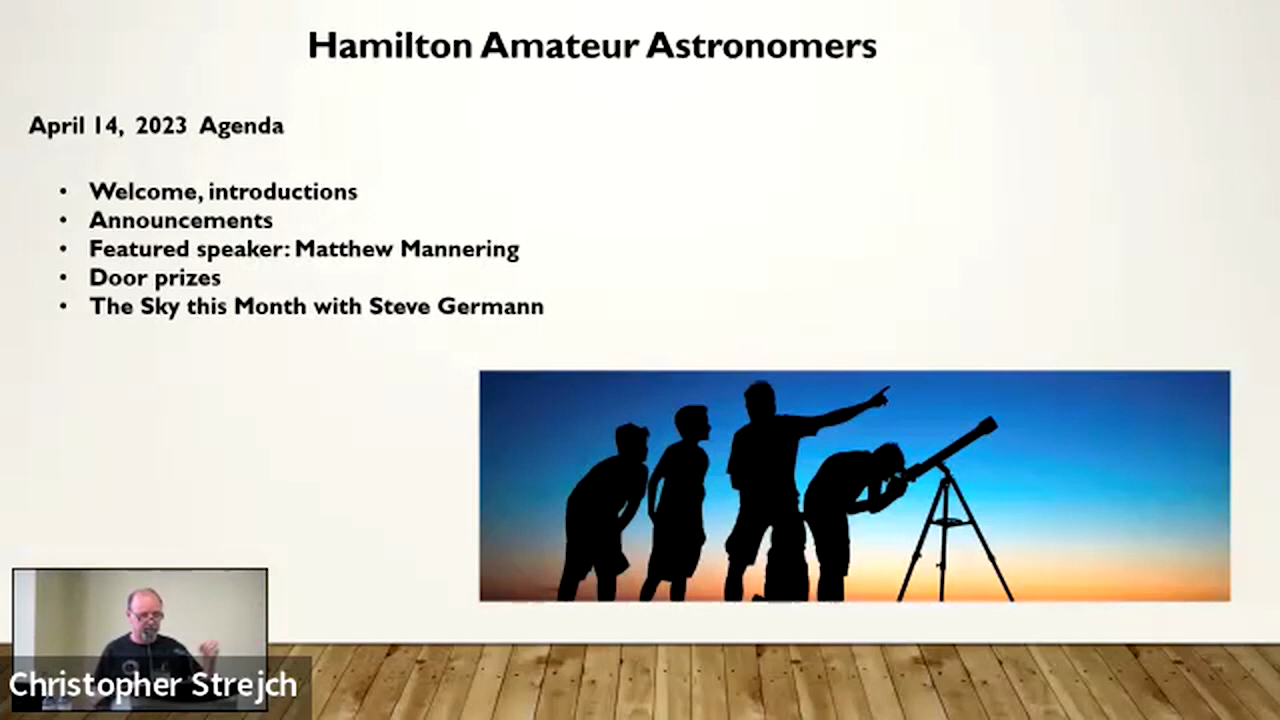 Hamilton Amateur Astronomers
April 14, 2023 Agenda
• Welcome, introductions
• Announcements
• Featured speaker: Matthew Mannering
• Door prizes
• The Sky this Month with Steve Germann
Christopher Strejch